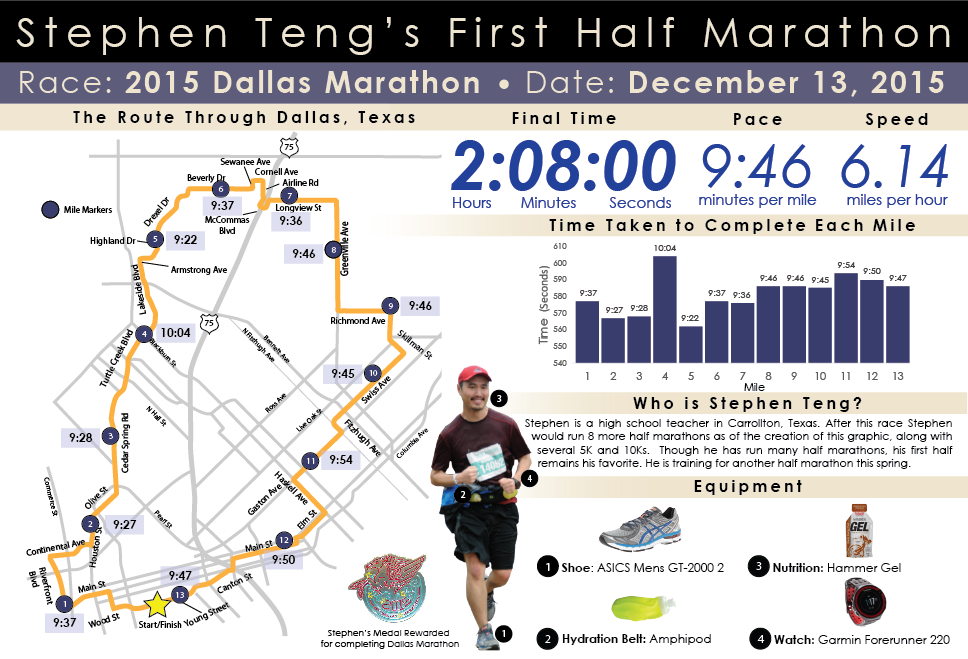 Stephen Teng's First Half Marathon
Race: 2015 Dallas Marathon • Date: December 13, 2015
The Route Through Dallas, Texas
Final Time
Pace
Speed
2:08:00
Hours Minutes Seconds
9:46
minutes per mile
6.14
miles per hour
75
Sewanee Ave
Cornell Ave
Airline Rd
Beverly Dr
6
9:37
7
Longview St
9:36
McCommas
Blvd
Mile Markers
Drexel Dr
Highland Dr
5
9:22
9:46
8
Greenville Ave
Armstrong Ave
Lakeside Blvd
9
9:46
Richmond Ave
75
4
10:04
Turtle Creek Blvd
Blackburn St
N Fitzhugh Ave
Bennetts Ave
Skillman St
9:45
10
Swiss Ave
Ross Ave
Live Oak St
N Hall St
Fitzhugh Ave
Columbia Ave
9:28
3
Cedar Spring Rd
11
9:54
Haskell Ave
Gaston Ave
Commerce St
Olive St
Pearl St
Elm St
2
9:27
Houston St
Continental Ave
Main St
12
9:50
Riverfront
Blvd
Main St
9:47
13
Canton St
1
9:37
Wood St
Start/Finish
Young Street
Stephen's Medal Rewarded
for completing Dallas Marathon
Time Taken to Complete Each Mile
Time (Seconds)
610
600
590
580
570
560
550
540
9:37
9:27
9:28
10:04
9:22
9:37
9:36
9:46
9:46
9:45
9:54
9:50
9:47
1 2 3 4 5 6 7 8 9 10 11 12 13
Mile
Who is Stephen Teng?
Stephen is a high school teacher in Carrollton, Texas. After this race Stephen
would run 8 more half marathons as of the creation of this graphic, along with
several 5K and 10Ks. Though he has run many half marathons, his first half
remains his favorite. He is training for another half marathon this spring.
3
4
2
1
Equipment
GEL
1 Shoe: ASICS Mens GT-2000 2
3 Nutrition: Hammer Gel
2 Hydration Belt: Amphipod
4 Watch: Garmin Forerunner 220